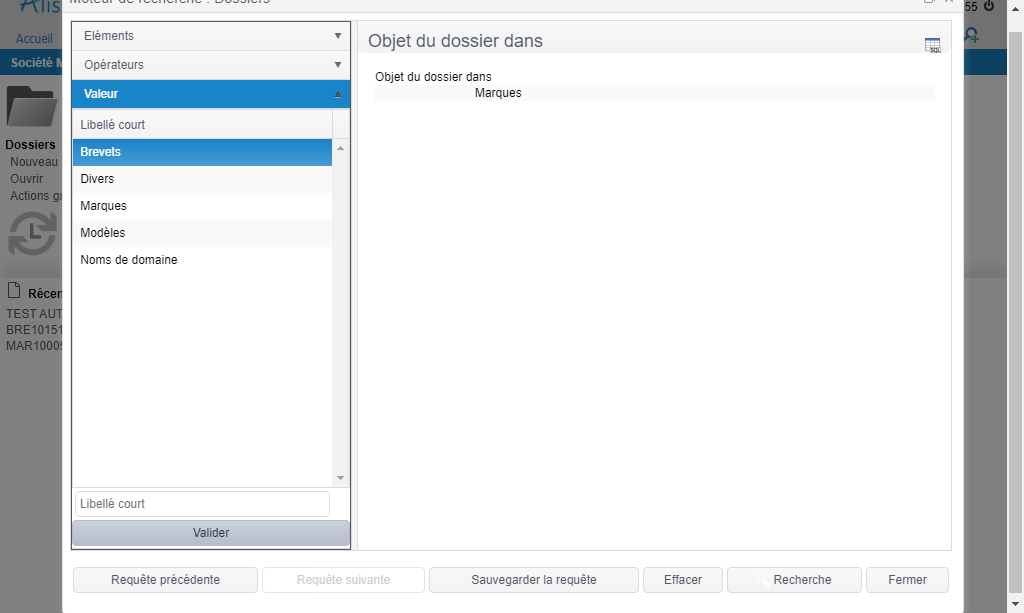 Moteur de recherche : Dossiers
55
Accueil
Société M
Dossiers
Nouveau
Ouvrir
Actions gr
Récen
TEST AUT
BRE10151
MAR10005
Eléments
Opérateurs
Valeur
Libellé court
Brevets
Divers
Marques
Modèles
Noms de domaine
Libellé court
Valider
Objet du dossier dans
SQL
Objet du dossier dans
Marques
Requête précédente
Requête suivante
Sauvegarder la requête
Effacer
Recherche
Fermer